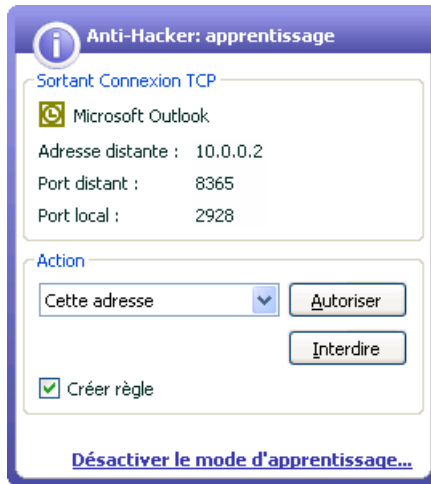 Anti-Hacker: apprentissage
Sortant Connexion TCP
Microsoft Outlook
Adresse distante : 10.0.0.2
Port distant : 8365
Port local : 2928
Action
Cette adresse
Autoriser
Interdire
Créer règle
Désactiver le mode d'apprentissage...